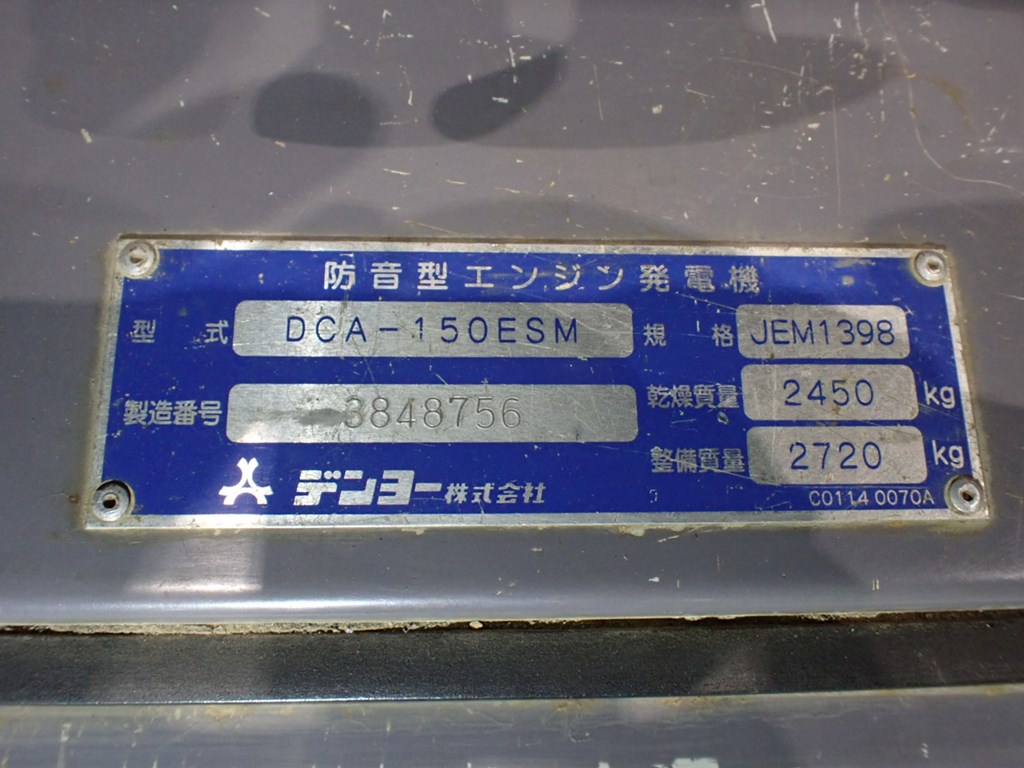 防音型エンジン発電機
型式 DCA-150ESM 規格 JEM1398
製造番号 3848756 乾燥質量 2450 kg
整備質量 2720 kg
デンヨー株式会社 C01140070A